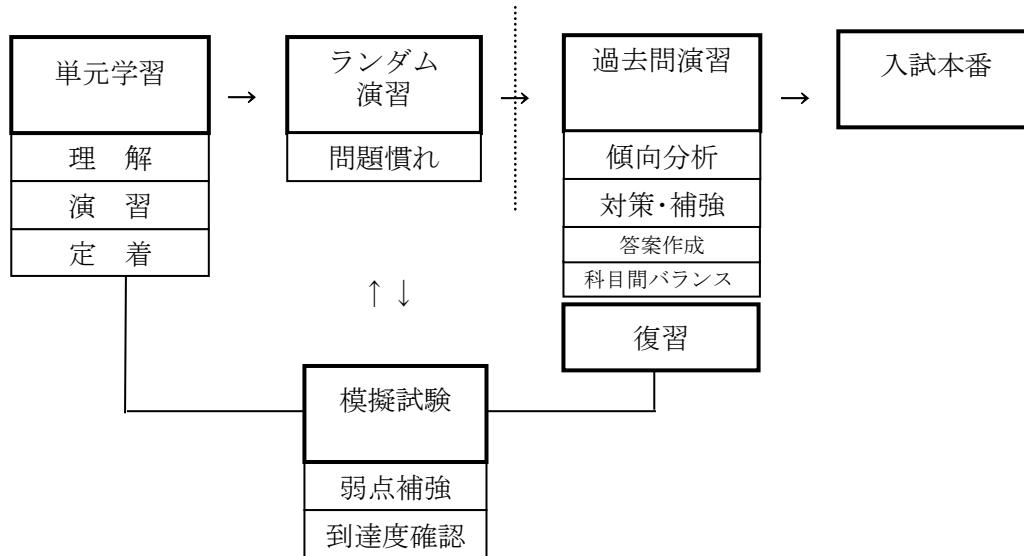 単元学習
理　解
演　習
定　着
→
ランダム
演習
問題慣れ
→
過去問演習
傾向分析
対策･補強
答案作成
科目間バランス
復習
→
入試本番
↑↓
模擬試験
弱点補強
到達度確認